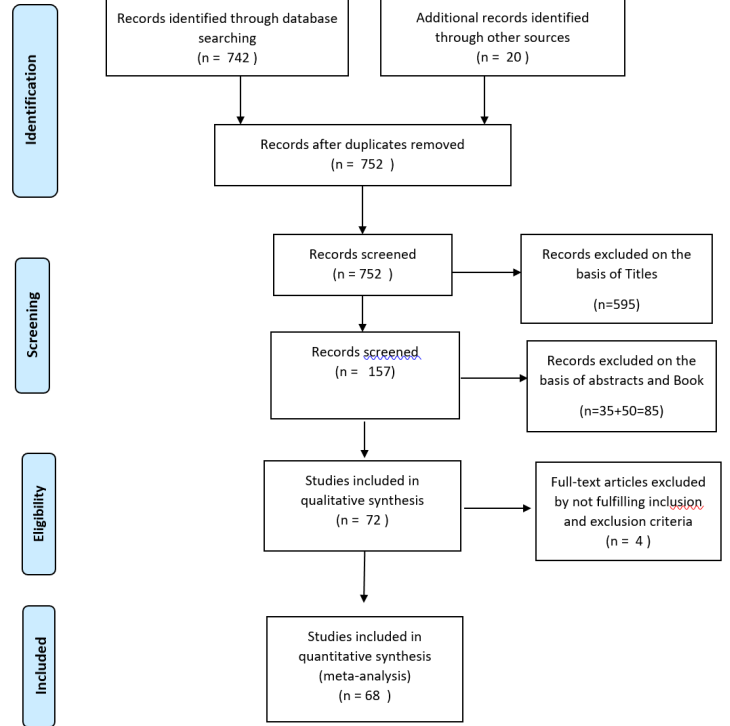 Identification
Records identified through database
searching
(n = 742 )
Additional records identified
through other sources
(n = 20 )
Records after duplicates removed
(n = 752 )
Screening
Records screened
(n = 752 )
Records excluded on the
basis of Titles
(n=595)
Records screened
(n = 157)
Records excluded on the
basis of abstracts and Book
(n=35+50=85)
Eligibility
Studies included in
qualitative synthesis
(n = 72 )
Full-text articles excluded
by not fulfilling inclusion
and exclusion criteria
(n = 4 )
Included
Studies included in
quantitative synthesis
(meta-analysis)
(n = 68 )